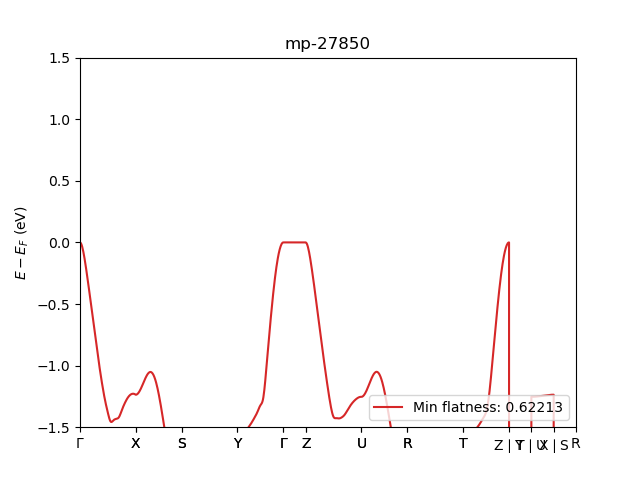 mp-27850
1.5
1.0
0.5
0.0
−0.5
−1.0
−1.5
E − E_F (eV)
Min flatness: 0.62213
Γ X S Y Γ Z U R T Z | Y T | U X | S R